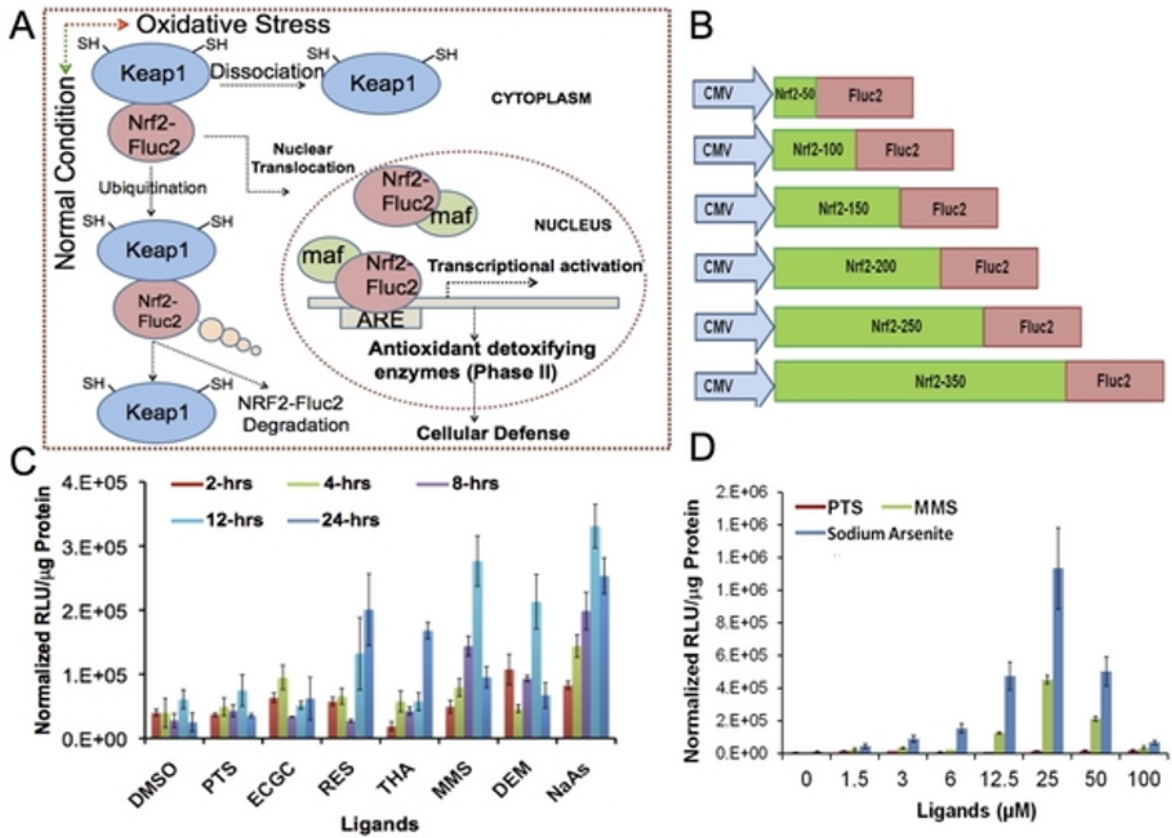 A
Oxidative Stress
Normal Condition
SH
SH
Keap1
Dissociation
SH
SH
Keap1
CYTOPLASM
Nrf2-
Fluc2
Nuclear
Translocation
Ubiquitination
SH
SH
Keap1
Nrf2-
Fluc2
maf
NUCLEUS
maf
Nrf2-
Fluc2
Transcriptional activation
ARE
Nrf2-
Fluc2
Antioxidant detoxifying
enzymes (Phase II)
SH
SH
Keap1
NRF2-Fluc2
Degradation
Cellular Defense
B
CMV Nrf2-50 Fluc2
CMV Nrf2-100 Fluc2
CMV Nrf2-150 Fluc2
CMV Nrf2-200 Fluc2
CMV Nrf2-250 Fluc2
CMV Nrf2-350 Fluc2
C
Normalized RLU/µg Protein
4.E+05
3.E+05
2.E+05
1.E+05
0.E+00
2-hrs 4-hrs 8-hrs
12-hrs 24-hrs
DMSO PTS ECGC RES THA MMS DEM NaAs
Ligands
D
Normalized RLU/µg Protein
2.E+06
1.E+06
1.E+06
8.E+05
6.E+05
4.E+05
2.E+05
0.E+00
PTS MMS
Sodium Arsenite
0 1.5 3 6 12.5 25 50 100
Ligands (µM)